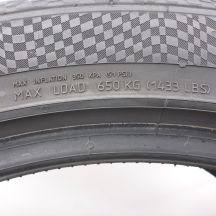 MAX INFLATION 350 KPA (51 PSI)
MAX LOAD 650 KG (1433 LBS)